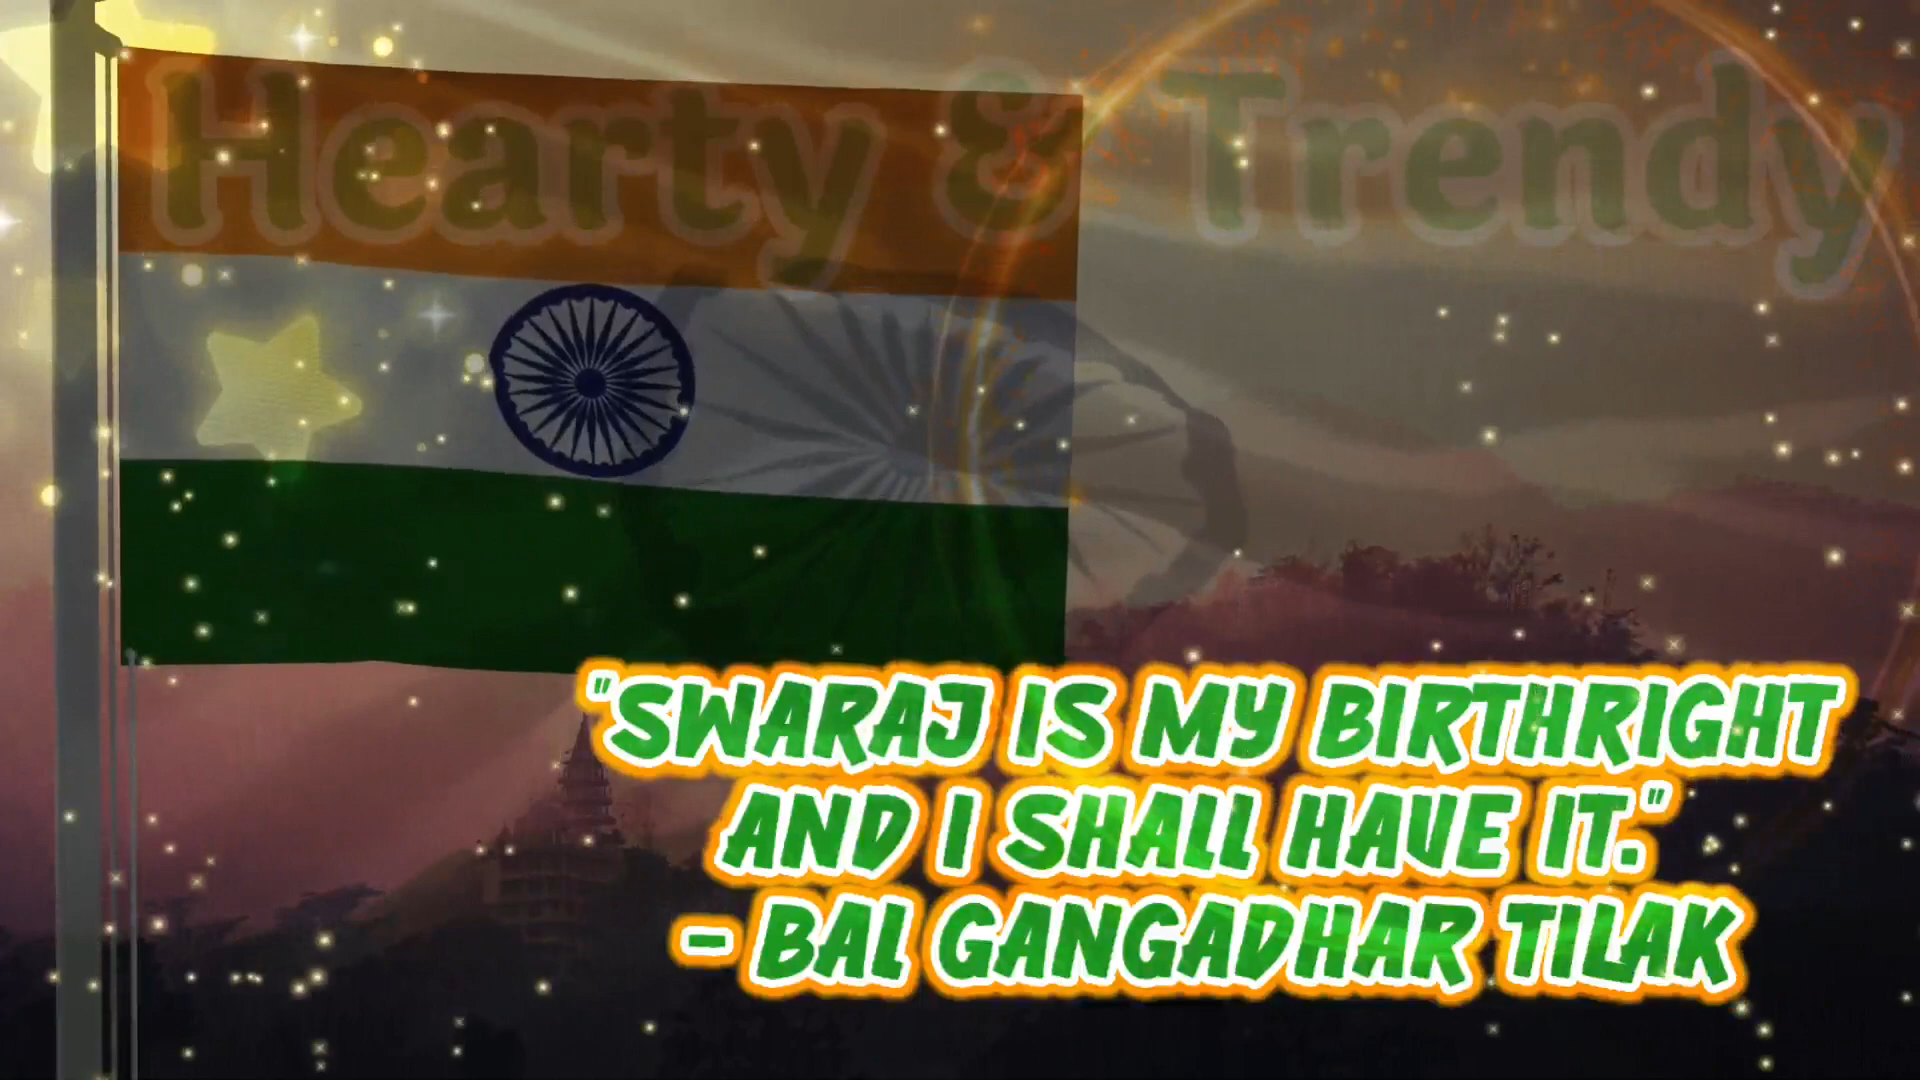 Hearty & Trendy
"SWARAJ IS MY BIRTHRIGHT
AND I SHALL HAVE IT."
- BAL GANGADHAR TILAK